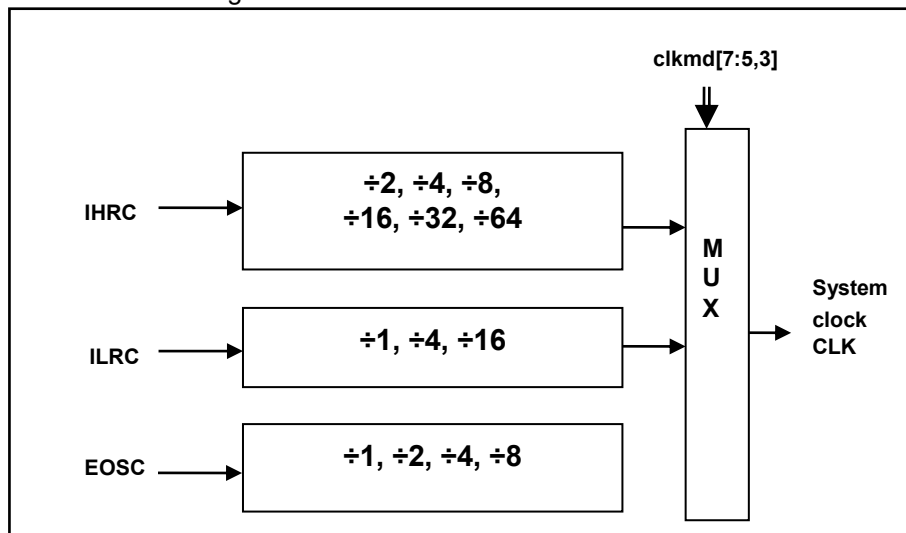 clkmd[7:5,3]
÷2, ÷4, ÷8,
÷16, ÷32, ÷64
IHRC
M
U
X
System
clock
CLK
÷1, ÷4, ÷16
ILRC
÷1, ÷2, ÷4, ÷8
EOSC